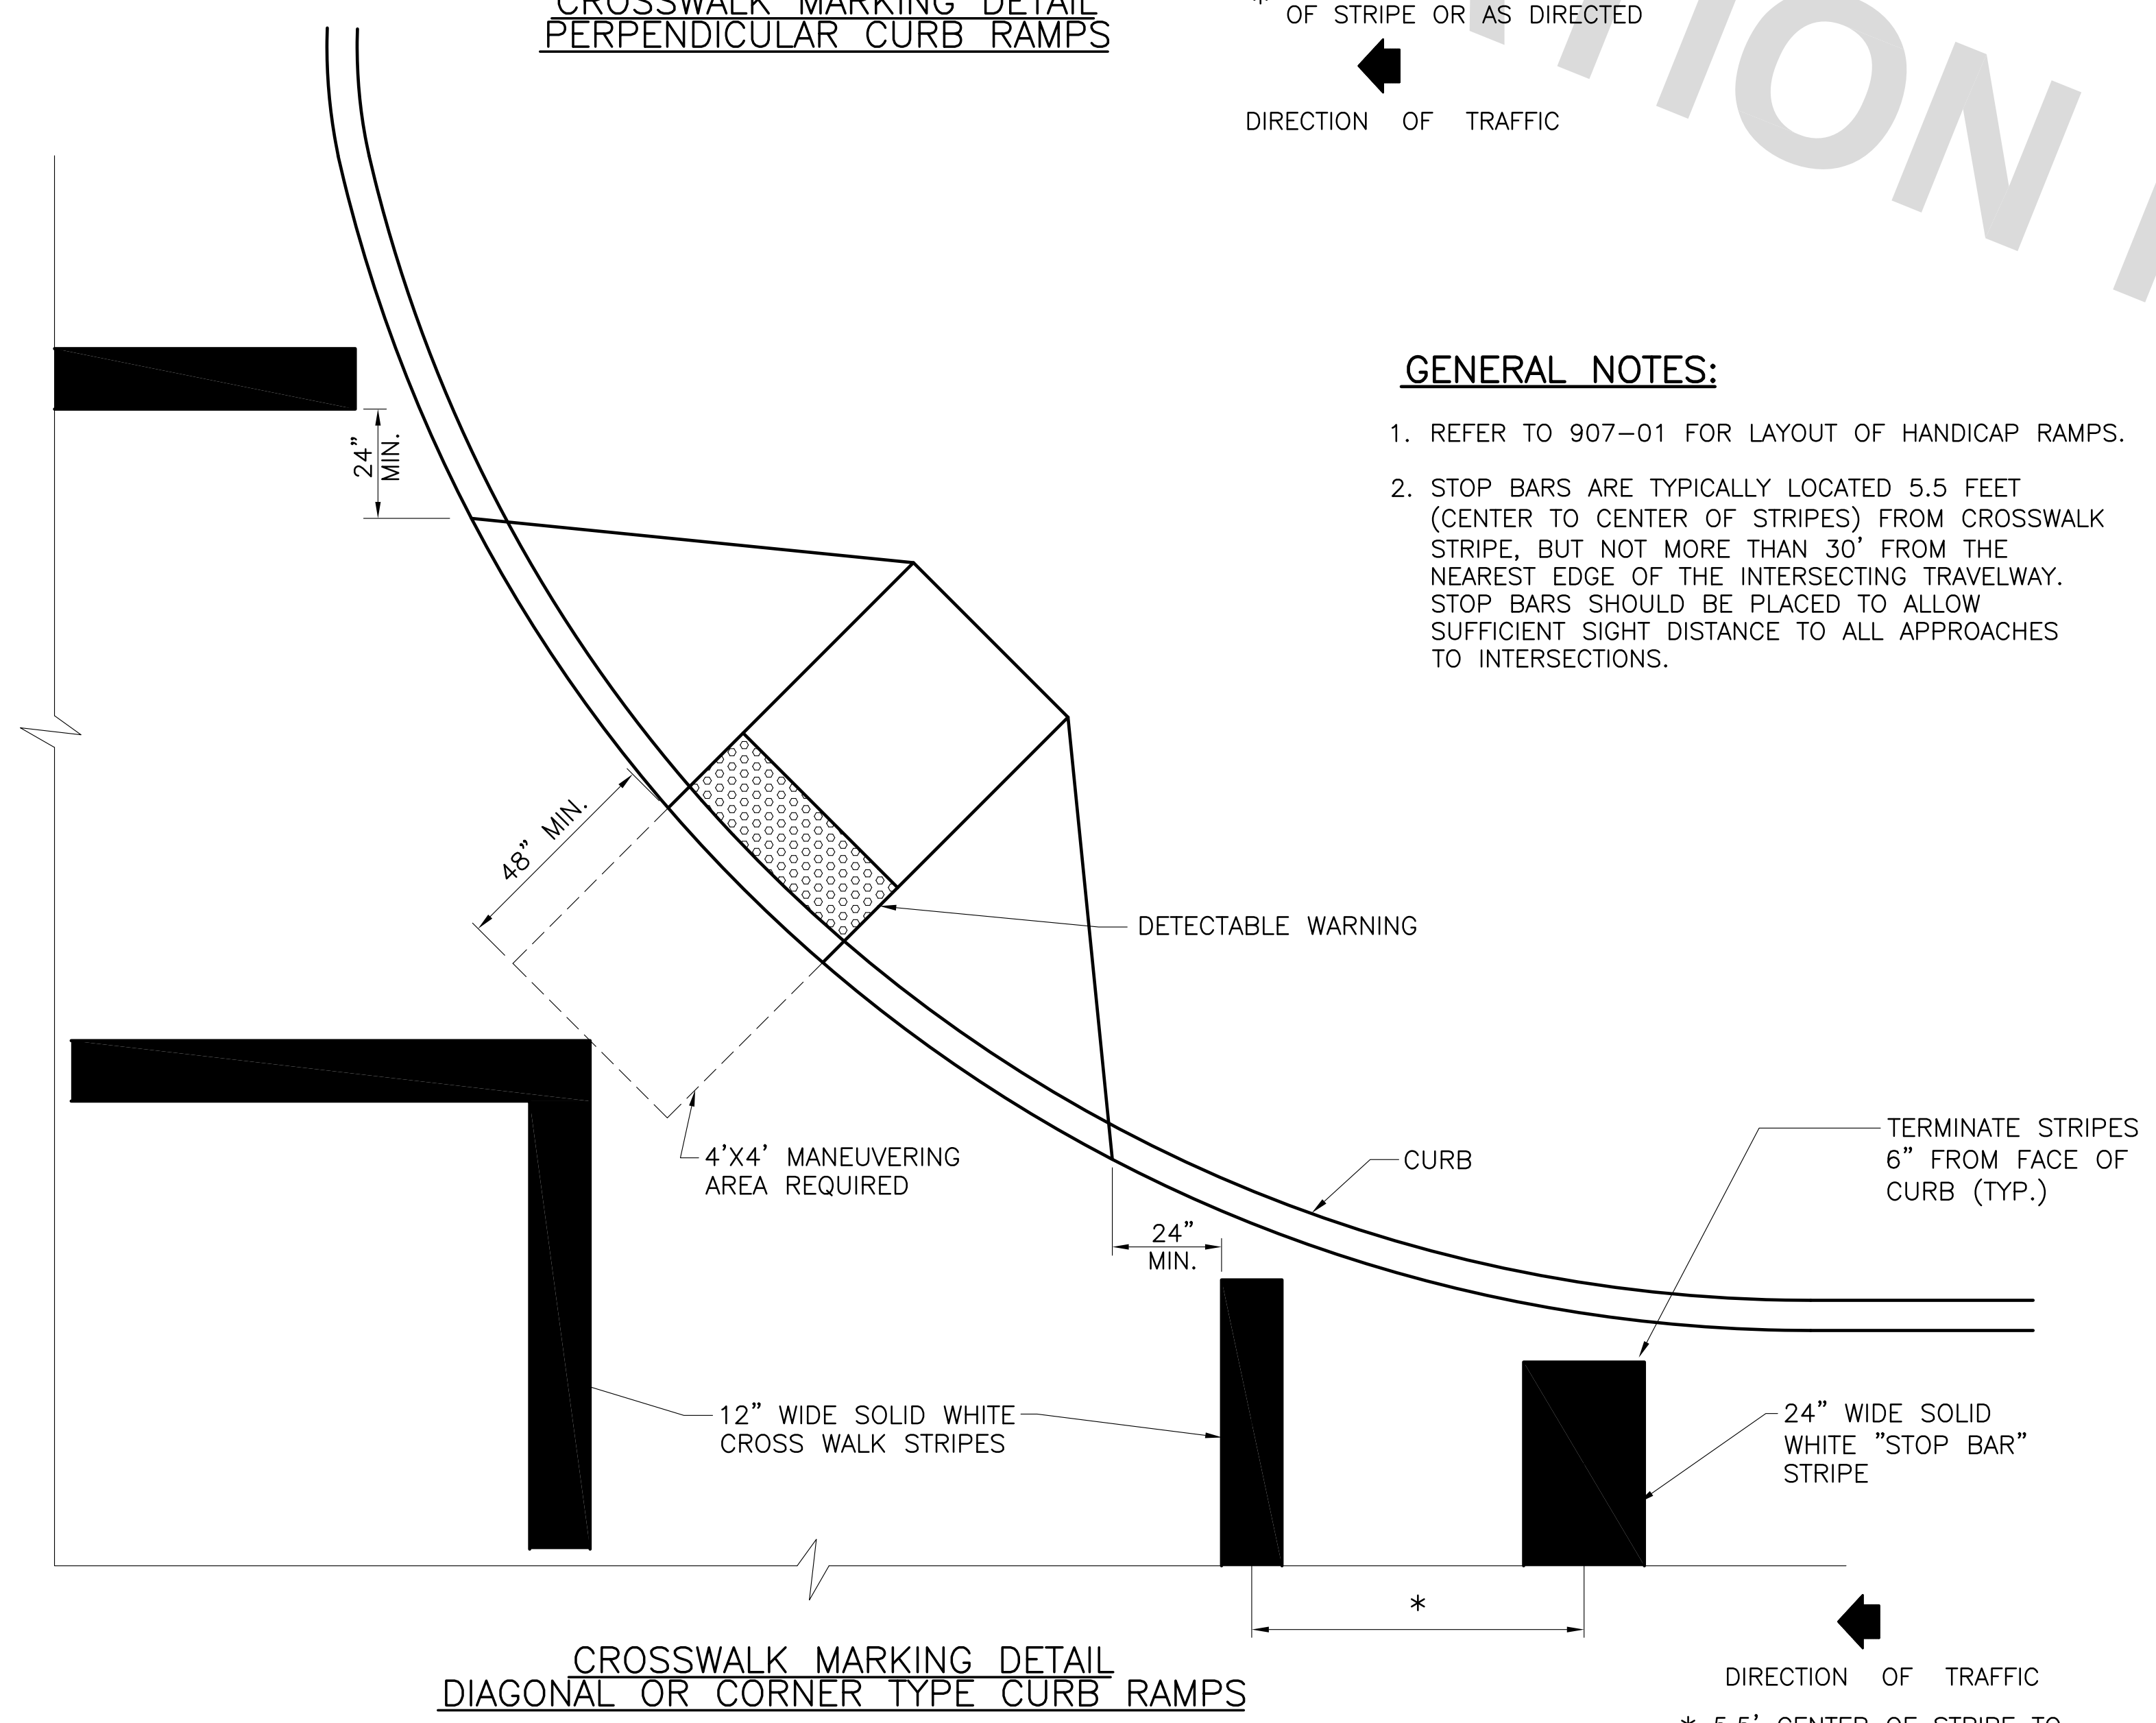 CROSSWALK MARKING DETAIL
PERPENDICULAR CURB RAMPS
*
OF STRIPE OR AS DIRECTED
DIRECTION OF TRAFFIC
GENERAL NOTES:
1. REFER TO 907-01 FOR LAYOUT OF HANDICAP RAMPS.
2. STOP BARS ARE TYPICALLY LOCATED 5.5 FEET
(CENTER TO CENTER OF STRIPES) FROM CROSSWALK
STRIPE, BUT NOT MORE THAN 30' FROM THE
NEAREST EDGE OF THE INTERSECTING TRAVELWAY.
STOP BARS SHOULD BE PLACED TO ALLOW
SUFFICIENT SIGHT DISTANCE TO ALL APPROACHES
TO INTERSECTIONS.
24"
MIN.
48" MIN.
DETECTABLE WARNING
4'X4' MANEUVERING
AREA REQUIRED
CURB
TERMINATE STRIPES
6" FROM FACE OF
CURB (TYP.)
24"
MIN.
12" WIDE SOLID WHITE
CROSS WALK STRIPES
24" WIDE SOLID
WHITE "STOP BAR"
STRIPE
*
CROSSWALK MARKING DETAIL
DIAGONAL OR CORNER TYPE CURB RAMPS
DIRECTION OF TRAFFIC
* 5.5' CENTER OF STRIPE TO